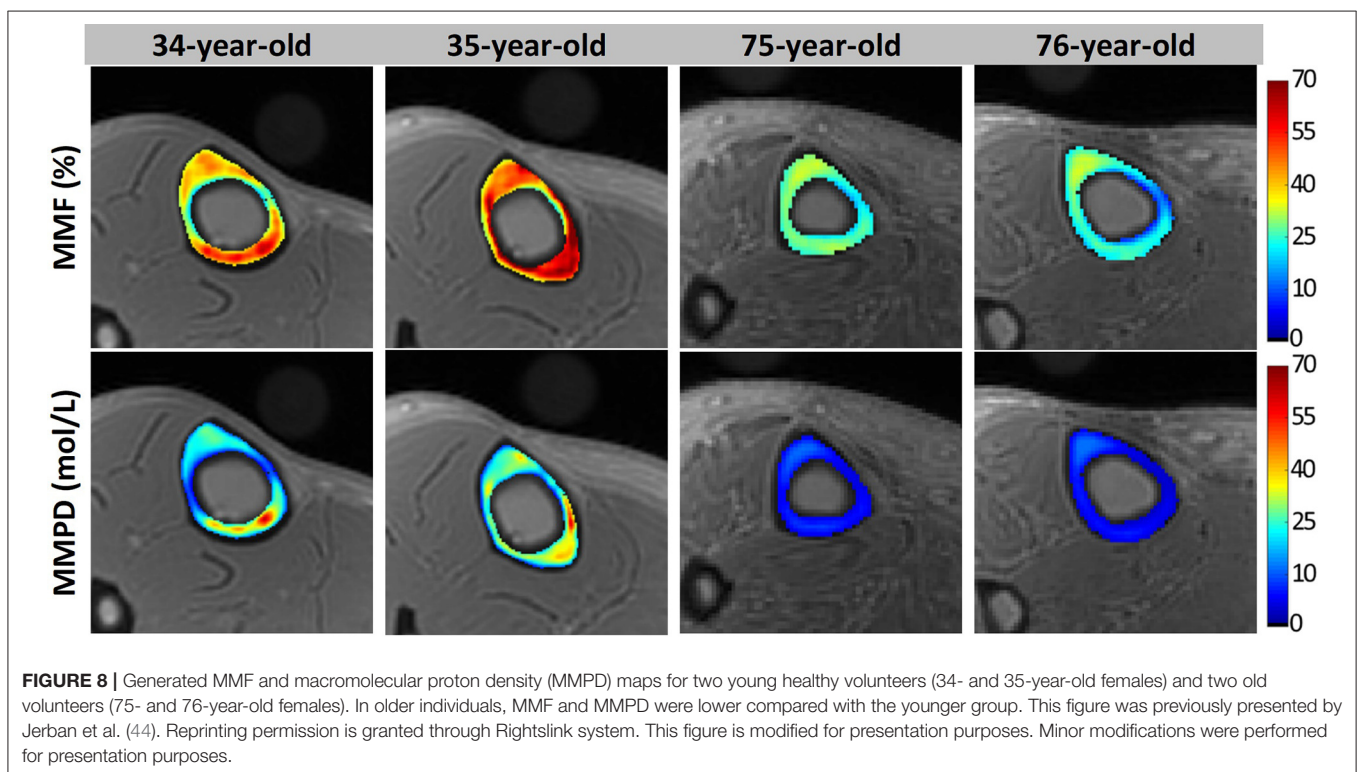 34-year-old 35-year-old 75-year-old 76-year-old
MMF (%)
70
55
40
25
10
0
MMPD (mol/L)
70
55
40
25
10
0
FIGURE 8 | Generated MMF and macromolecular proton density (MMPD) maps for two young healthy volunteers (34- and 35-year-old females) and two old
volunteers (75- and 76-year-old females). In older individuals, MMF and MMPD were lower compared with the younger group. This figure was previously presented by
Jerban et al. (44). Reprinting permission is granted through Rightslink system. This figure is modified for presentation purposes. Minor modifications were performed
for presentation purposes.